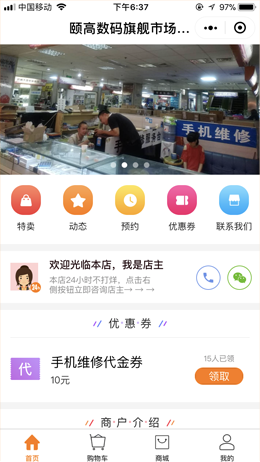 中国移动
下午6:37
97%
颐高数码旗舰市场...
手机维修
特卖
动态
预约
优惠券
联系我们
欢迎光临本店，我是店主
本店24小时不打烊，点击右
侧按钮立即咨询店主→ → →
24h
优·惠·券
代
手机维修代金券
10元
15人已领
领取
商·户·介·绍
首页
购物车
商城
我的